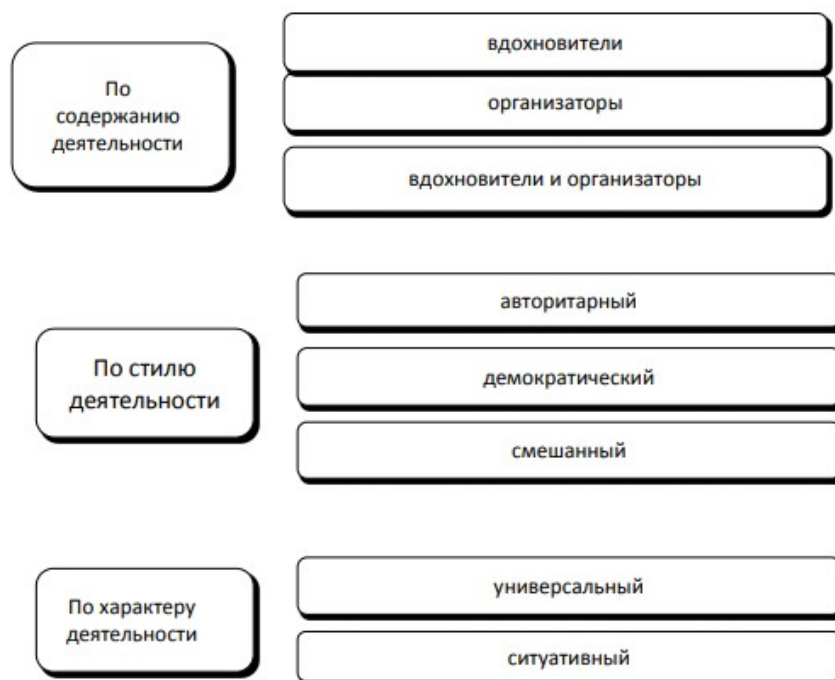 По
содержанию
деятельности
вдохновители
организаторы
вдохновители и организаторы
По стилю
деятельности
авторитарный
демократический
смешанный
По характеру
деятельности
универсальный
ситуативный